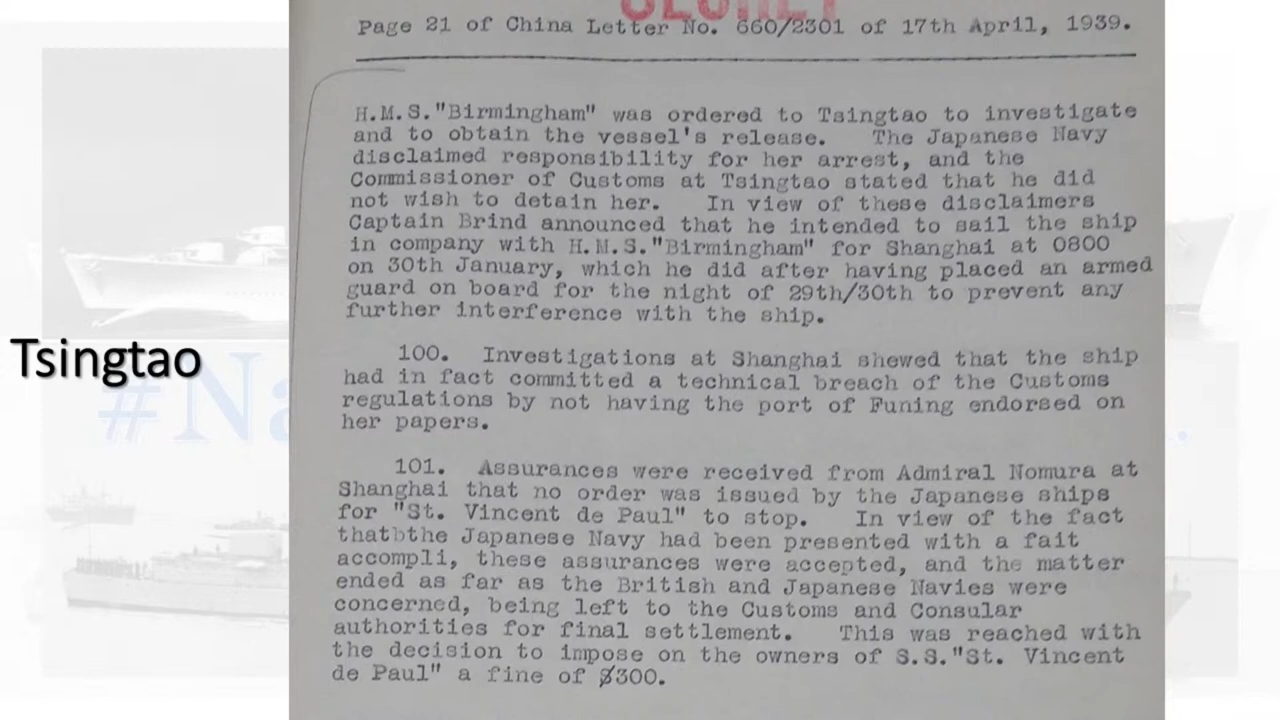 SECRET
Page 21 of China Letter No. 660/2301 of 17th April, 1939.
H.M.S."Birmingham" was ordered to Tsingtao to investigate
and to obtain the vessel's release. The Japanese Navy
disclaimed responsibility for her arrest, and the
Commissioner of Customs at Tsingtao stated that he did
not wish to detain her. In view of these disclaimers
Captain Brind announced that he intended to sail the ship
in company with H.M.S."Birmingham" for Shanghai at 0800
on 30th January, which he did after having placed an armed
guard on board for the night of 29th/30th to prevent any
further interference with the ship.
100. Investigations at Shanghai shewed that the ship
had in fact committed a technical breach of the Customs
regulations by not having the port of Funing endorsed on
her papers.
101. Assurances were received from Admiral Nomura at
Shanghai that no order was issued by the Japanese ships
for "St. Vincent de Paul" to stop. In view of the fact
thatbthe Japanese Navy had been presented with a fait
accompli, these assurances were accepted, and the matter
ended as far as the British and Japanese Navies were
concerned, being left to the Customs and Consular
authorities for final settlement. This was reached with
the decision to impose on the owners of S.S."St. Vincent
de Paul" a fine of $300.
Tsingtao
#Na